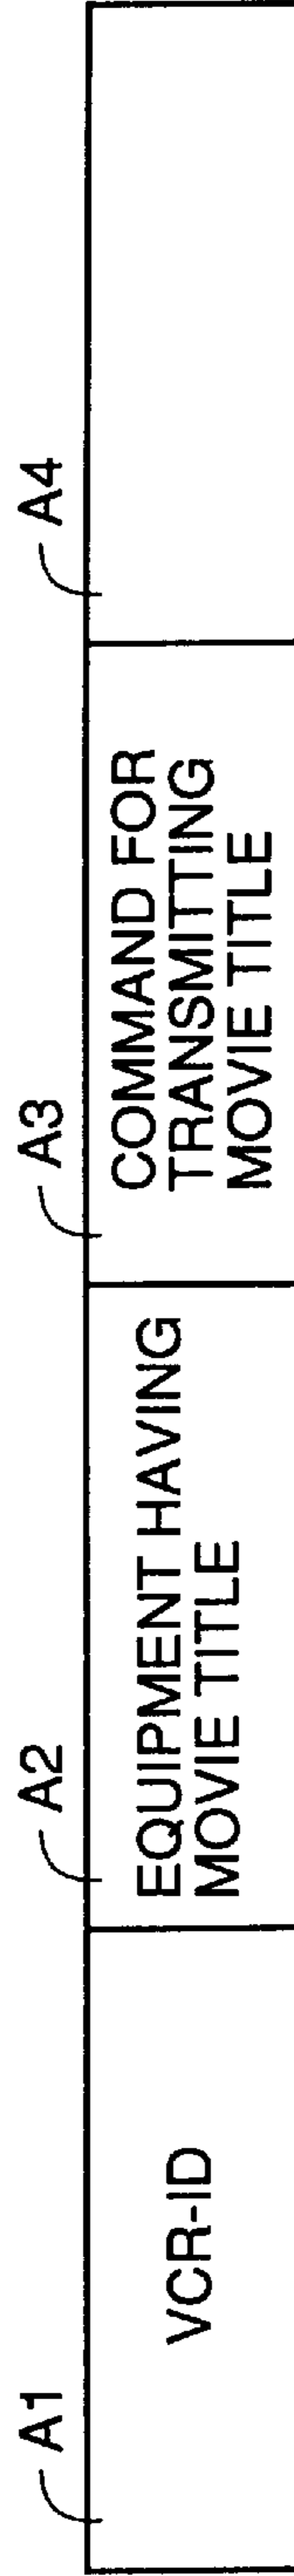 A1
VCR-ID
A2
EQUIPMENT HAVING
MOVIE TITLE
A3
COMMAND FOR
TRANSMITTING
MOVIE TITLE
A4